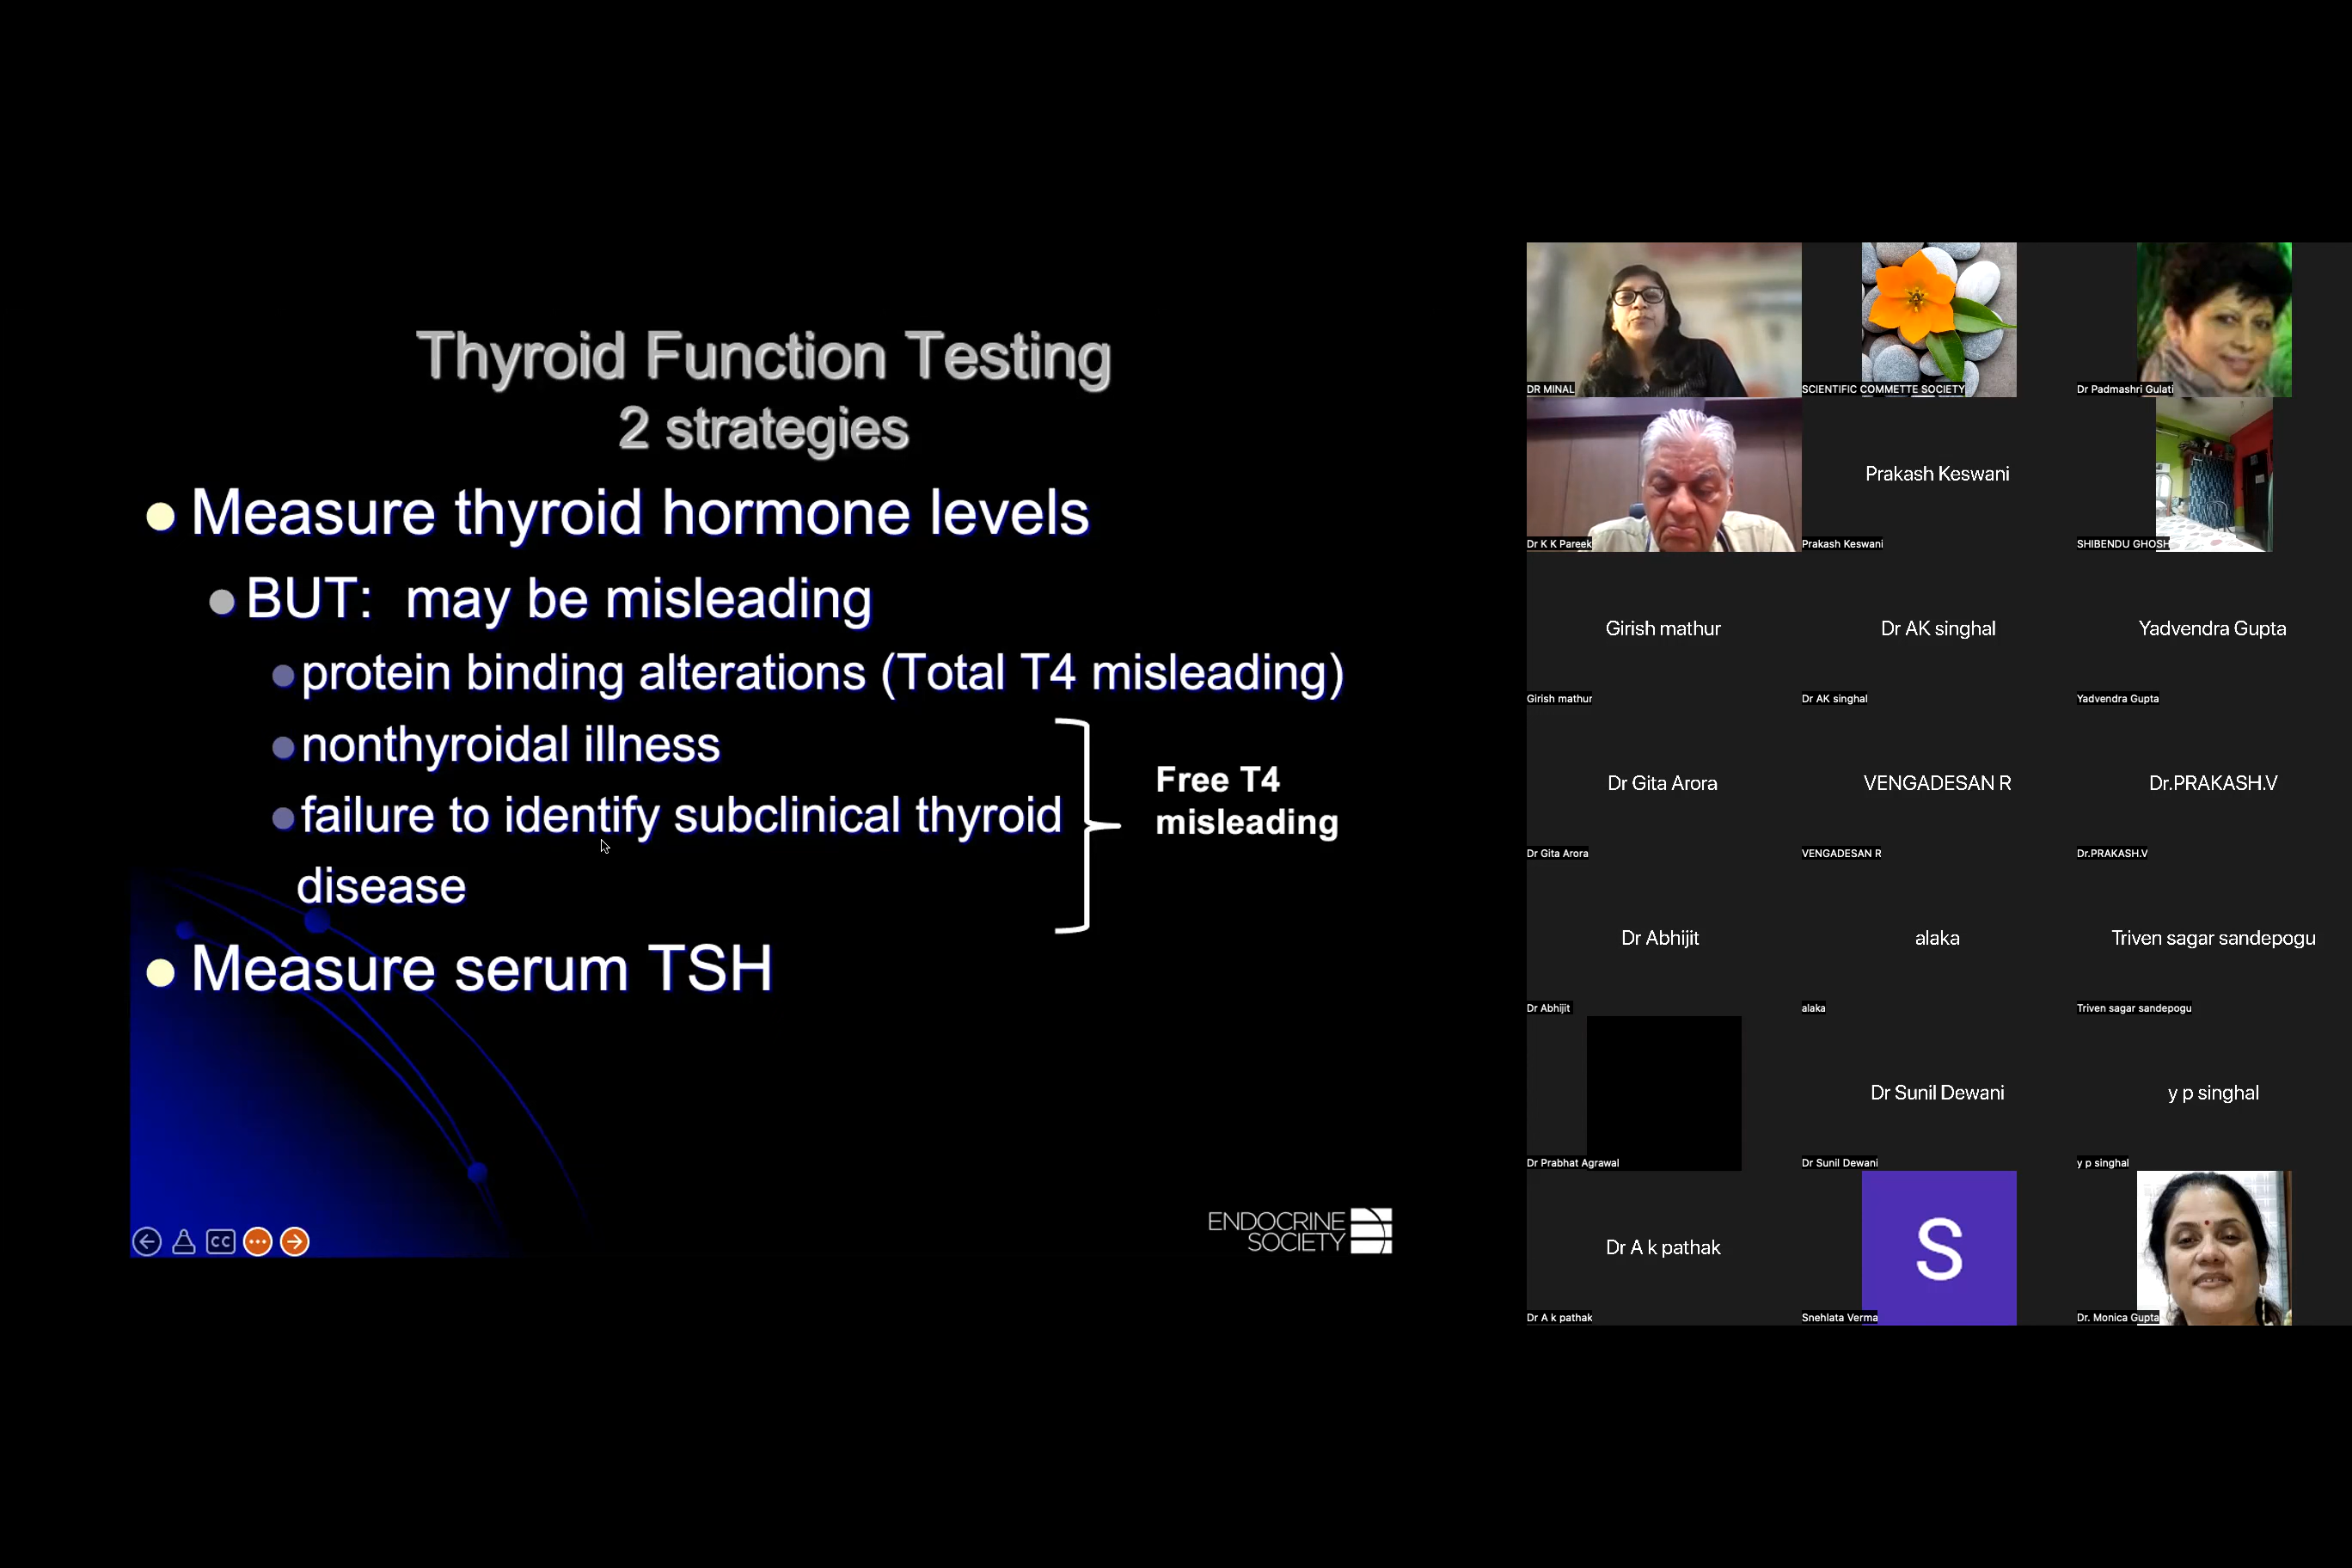 Thyroid Function Testing
2 strategies
Measure thyroid hormone levels
BUT: may be misleading
protein binding alterations (Total T4 misleading)
nonthyroidal illness
failure to identify subclinical thyroid
disease
Free T4
misleading
Measure serum TSH
CC
ENDOCRINE
SOCIETY
DR MINAL
SCIENTIFIC COMMETTE SOCIETY
Dr Padmashri Gulati
Prakash Keswani
Dr K K Pareek
Prakash Keswani
SHIBENDU GHOSH
Girish mathur
Dr AK singhal
Yadvendra Gupta
Girish mathur
Dr AK singhal
Yadvendra Gupta
Dr Gita Arora
VENGADESAN R
Dr.PRAKASH.V
Dr Gita Arora
VENGADESAN R
Dr.PRAKASH.V
Dr Abhijit
alaka
Triven sagar sandepogu
Dr Abhijit
alaka
Triven sagar sandepogu
Dr Sunil Dewani
y p singhal
Dr Prabhat Agrawal
Dr Sunil Dewani
y p singhal
Dr A k pathak
S
Dr A k pathak
Snehlata Verma
Dr. Monica Gupta